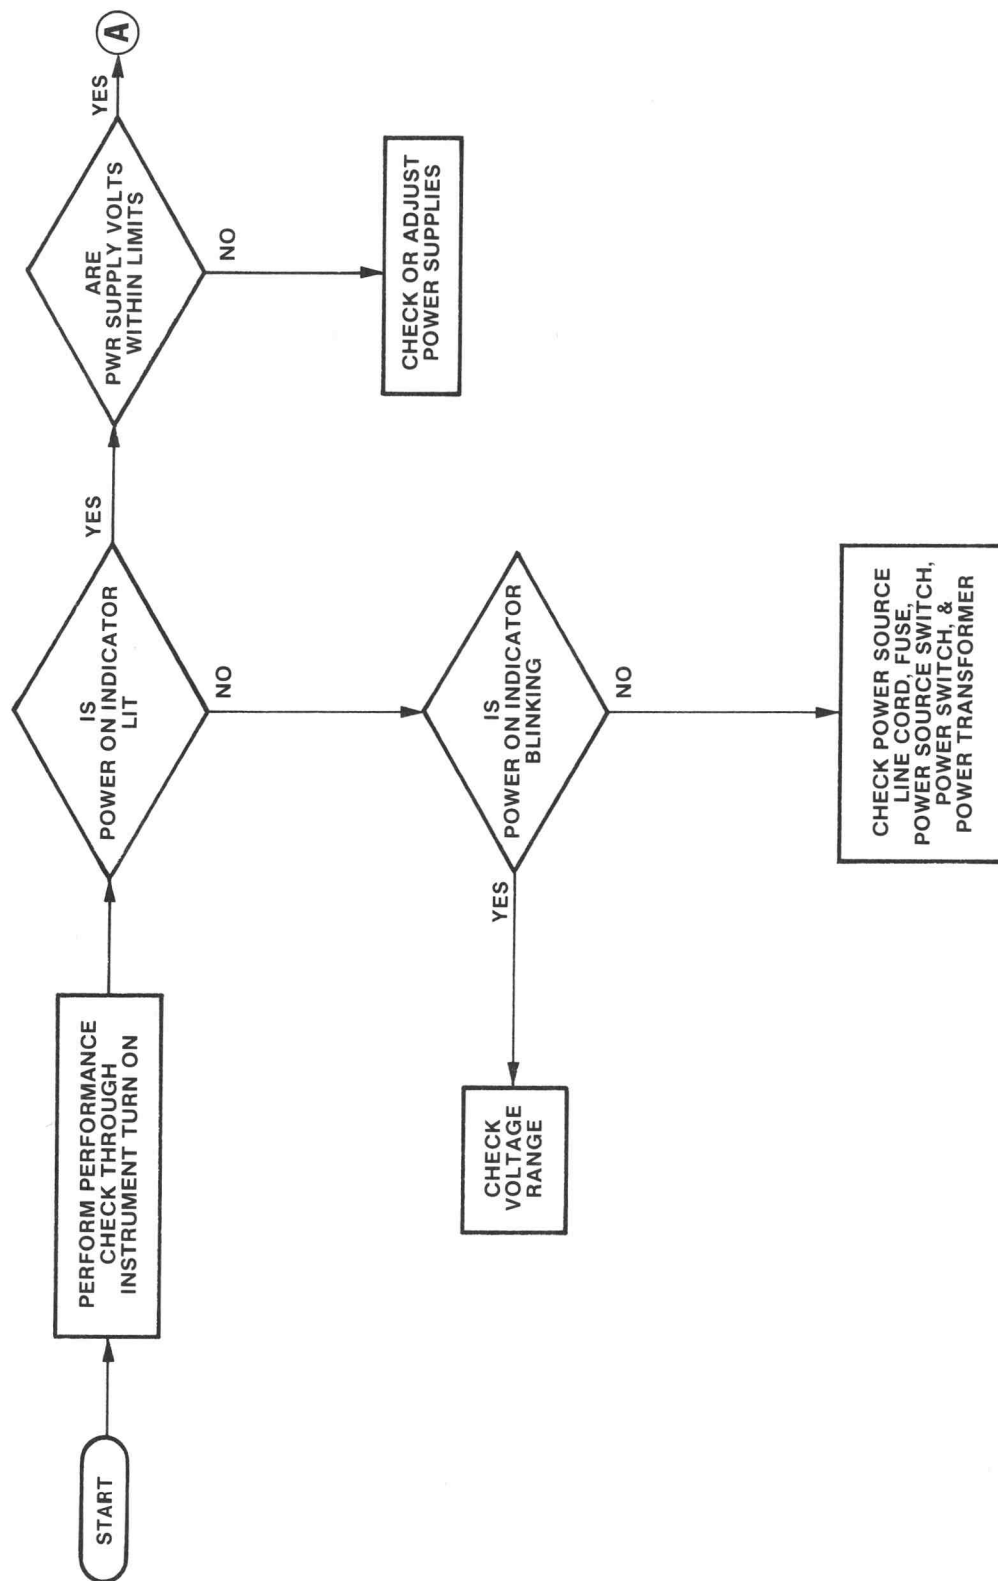 START
PERFORM PERFORMANCE
CHECK THROUGH
INSTRUMENT TURN ON
IS
POWER ON INDICATOR
LIT
YES
NO
ARE
PWR SUPPLY VOLTS
WITHIN LIMITS
YES
A
NO
CHECK OR ADJUST
POWER SUPPLIES
IS
POWER ON INDICATOR
BLINKING
YES
NO
CHECK
VOLTAGE
RANGE
CHECK POWER SOURCE
LINE CORD, FUSE,
POWER SOURCE SWITCH,
POWER SWITCH, &
POWER TRANSFORMER